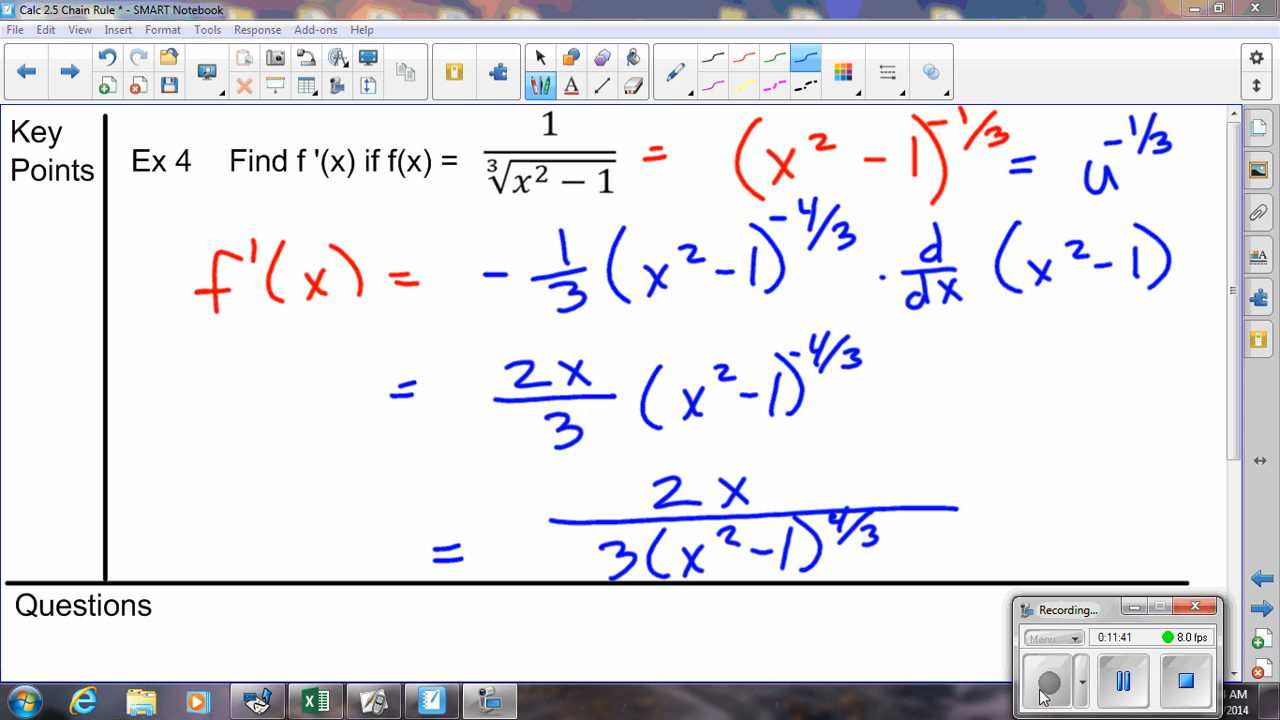 Calc 2.5 Chain Rule * - SMART Notebook
File Edit View Insert Format Tools Response Add-ons Help
Key Points
Ex 4 Find f '(x) if f(x) = 1/∛(x² − 1) = (x² − 1)^(-1/3) = u^(-1/3)
f'(x) = - 1/3 (x² - 1)^(-4/3) · d/dx (x² - 1)
= 2x/3 (x² - 1)^(-4/3)
= 2x / 3(x² - 1)^(4/3)
Questions
Recording...
Menu 0:11:41 8.0 fps
AM
2014